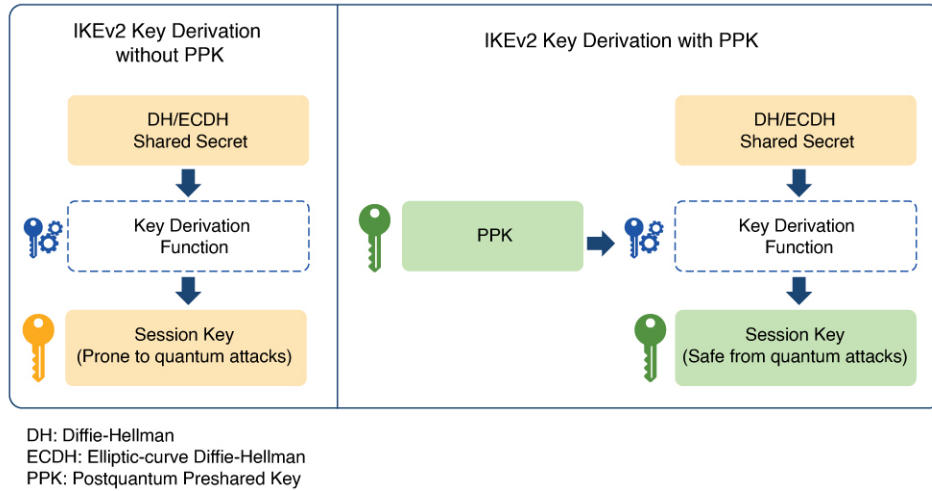 IKEv2 Key Derivation
without PPK
DH/ECDH
Shared Secret
Key Derivation
Function
Session Key
(Prone to quantum attacks)
IKEv2 Key Derivation with PPK
DH/ECDH
Shared Secret
PPK
Key Derivation
Function
Session Key
(Safe from quantum attacks)
DH: Diffie-Hellman
ECDH: Elliptic-curve Diffie-Hellman
PPK: Postquantum Preshared Key